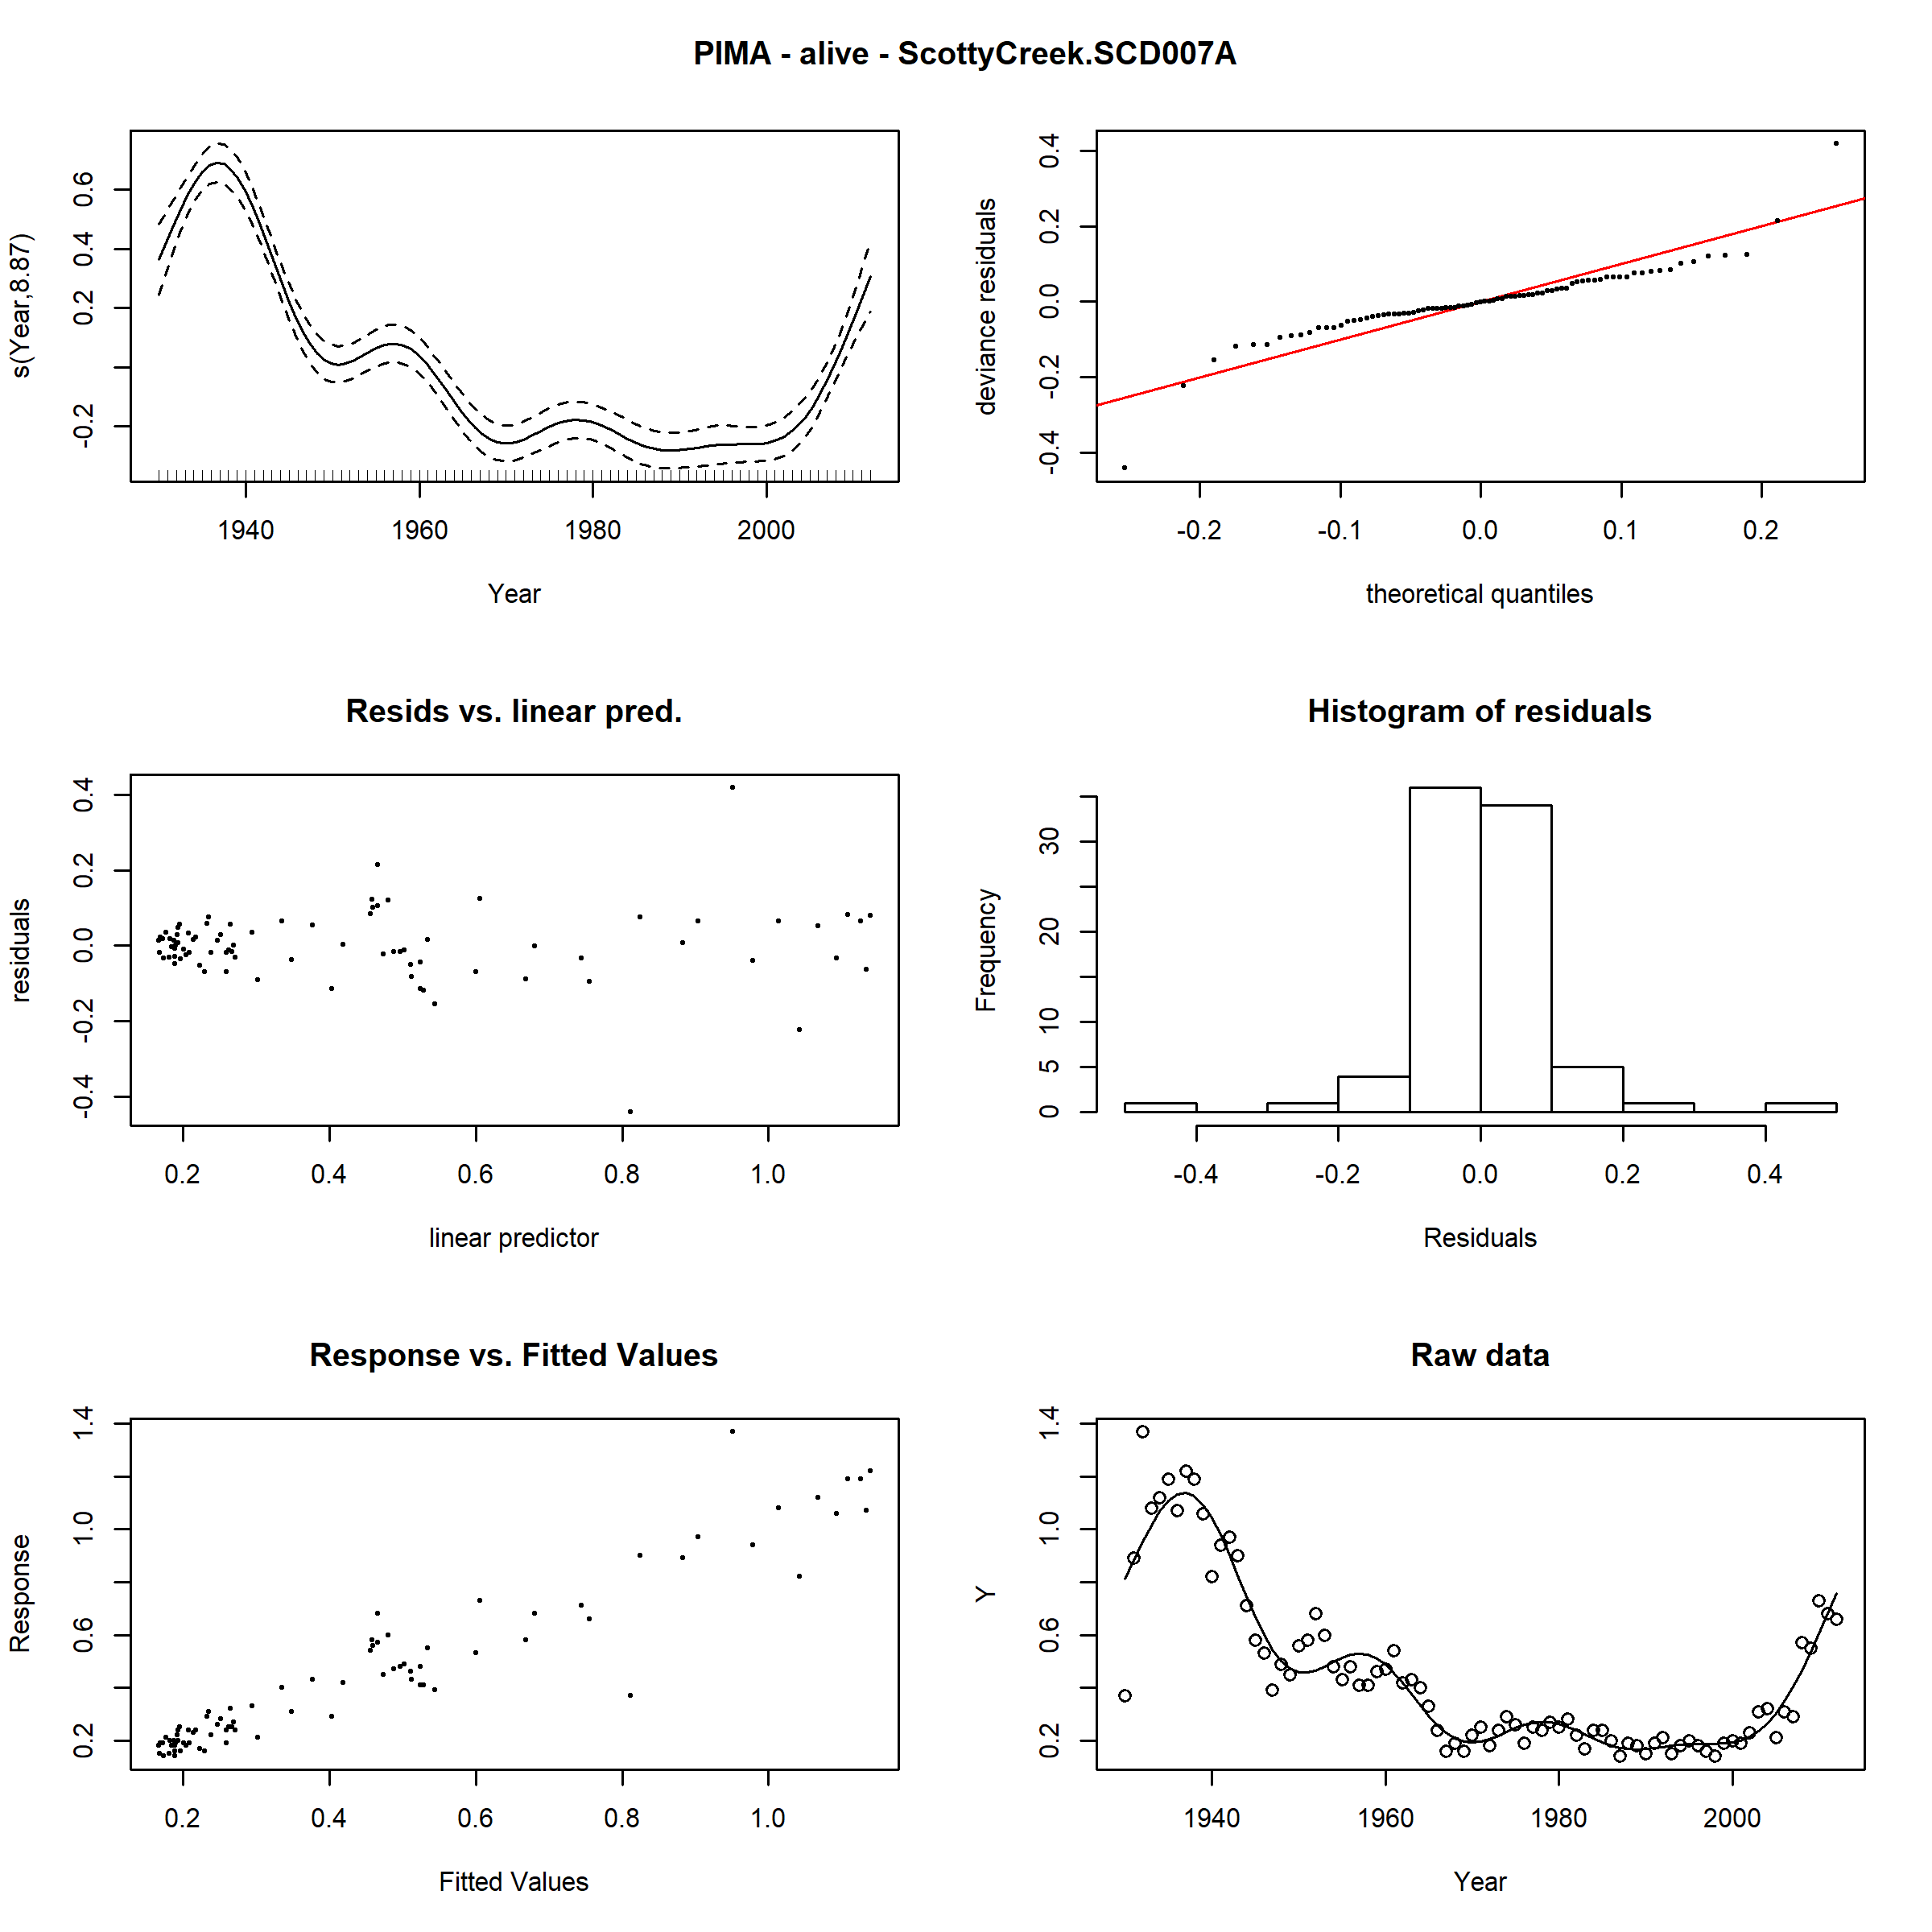 PIMA - alive - ScottyCreek.SCD007A
s(Year,8.87)
-0.2 0.2 0.4 0.6
1940 1960 1980 2000
Year
deviance residuals
-0.4 -0.2 0.0 0.2 0.4
-0.2 -0.1 0.0 0.1 0.2
theoretical quantiles
Resids vs. linear pred.
residuals
-0.4 -0.2 0.0 0.2 0.4
0.2 0.4 0.6 0.8 1.0
linear predictor
Histogram of residuals
Frequency
0 5 10 20 30
-0.4 -0.2 0.0 0.2 0.4
Residuals
Response vs. Fitted Values
Response
0.2 0.6 1.0 1.4
0.2 0.4 0.6 0.8 1.0
Fitted Values
Raw data
Y
0.2 0.6 1.0 1.4
1940 1960 1980 2000
Year